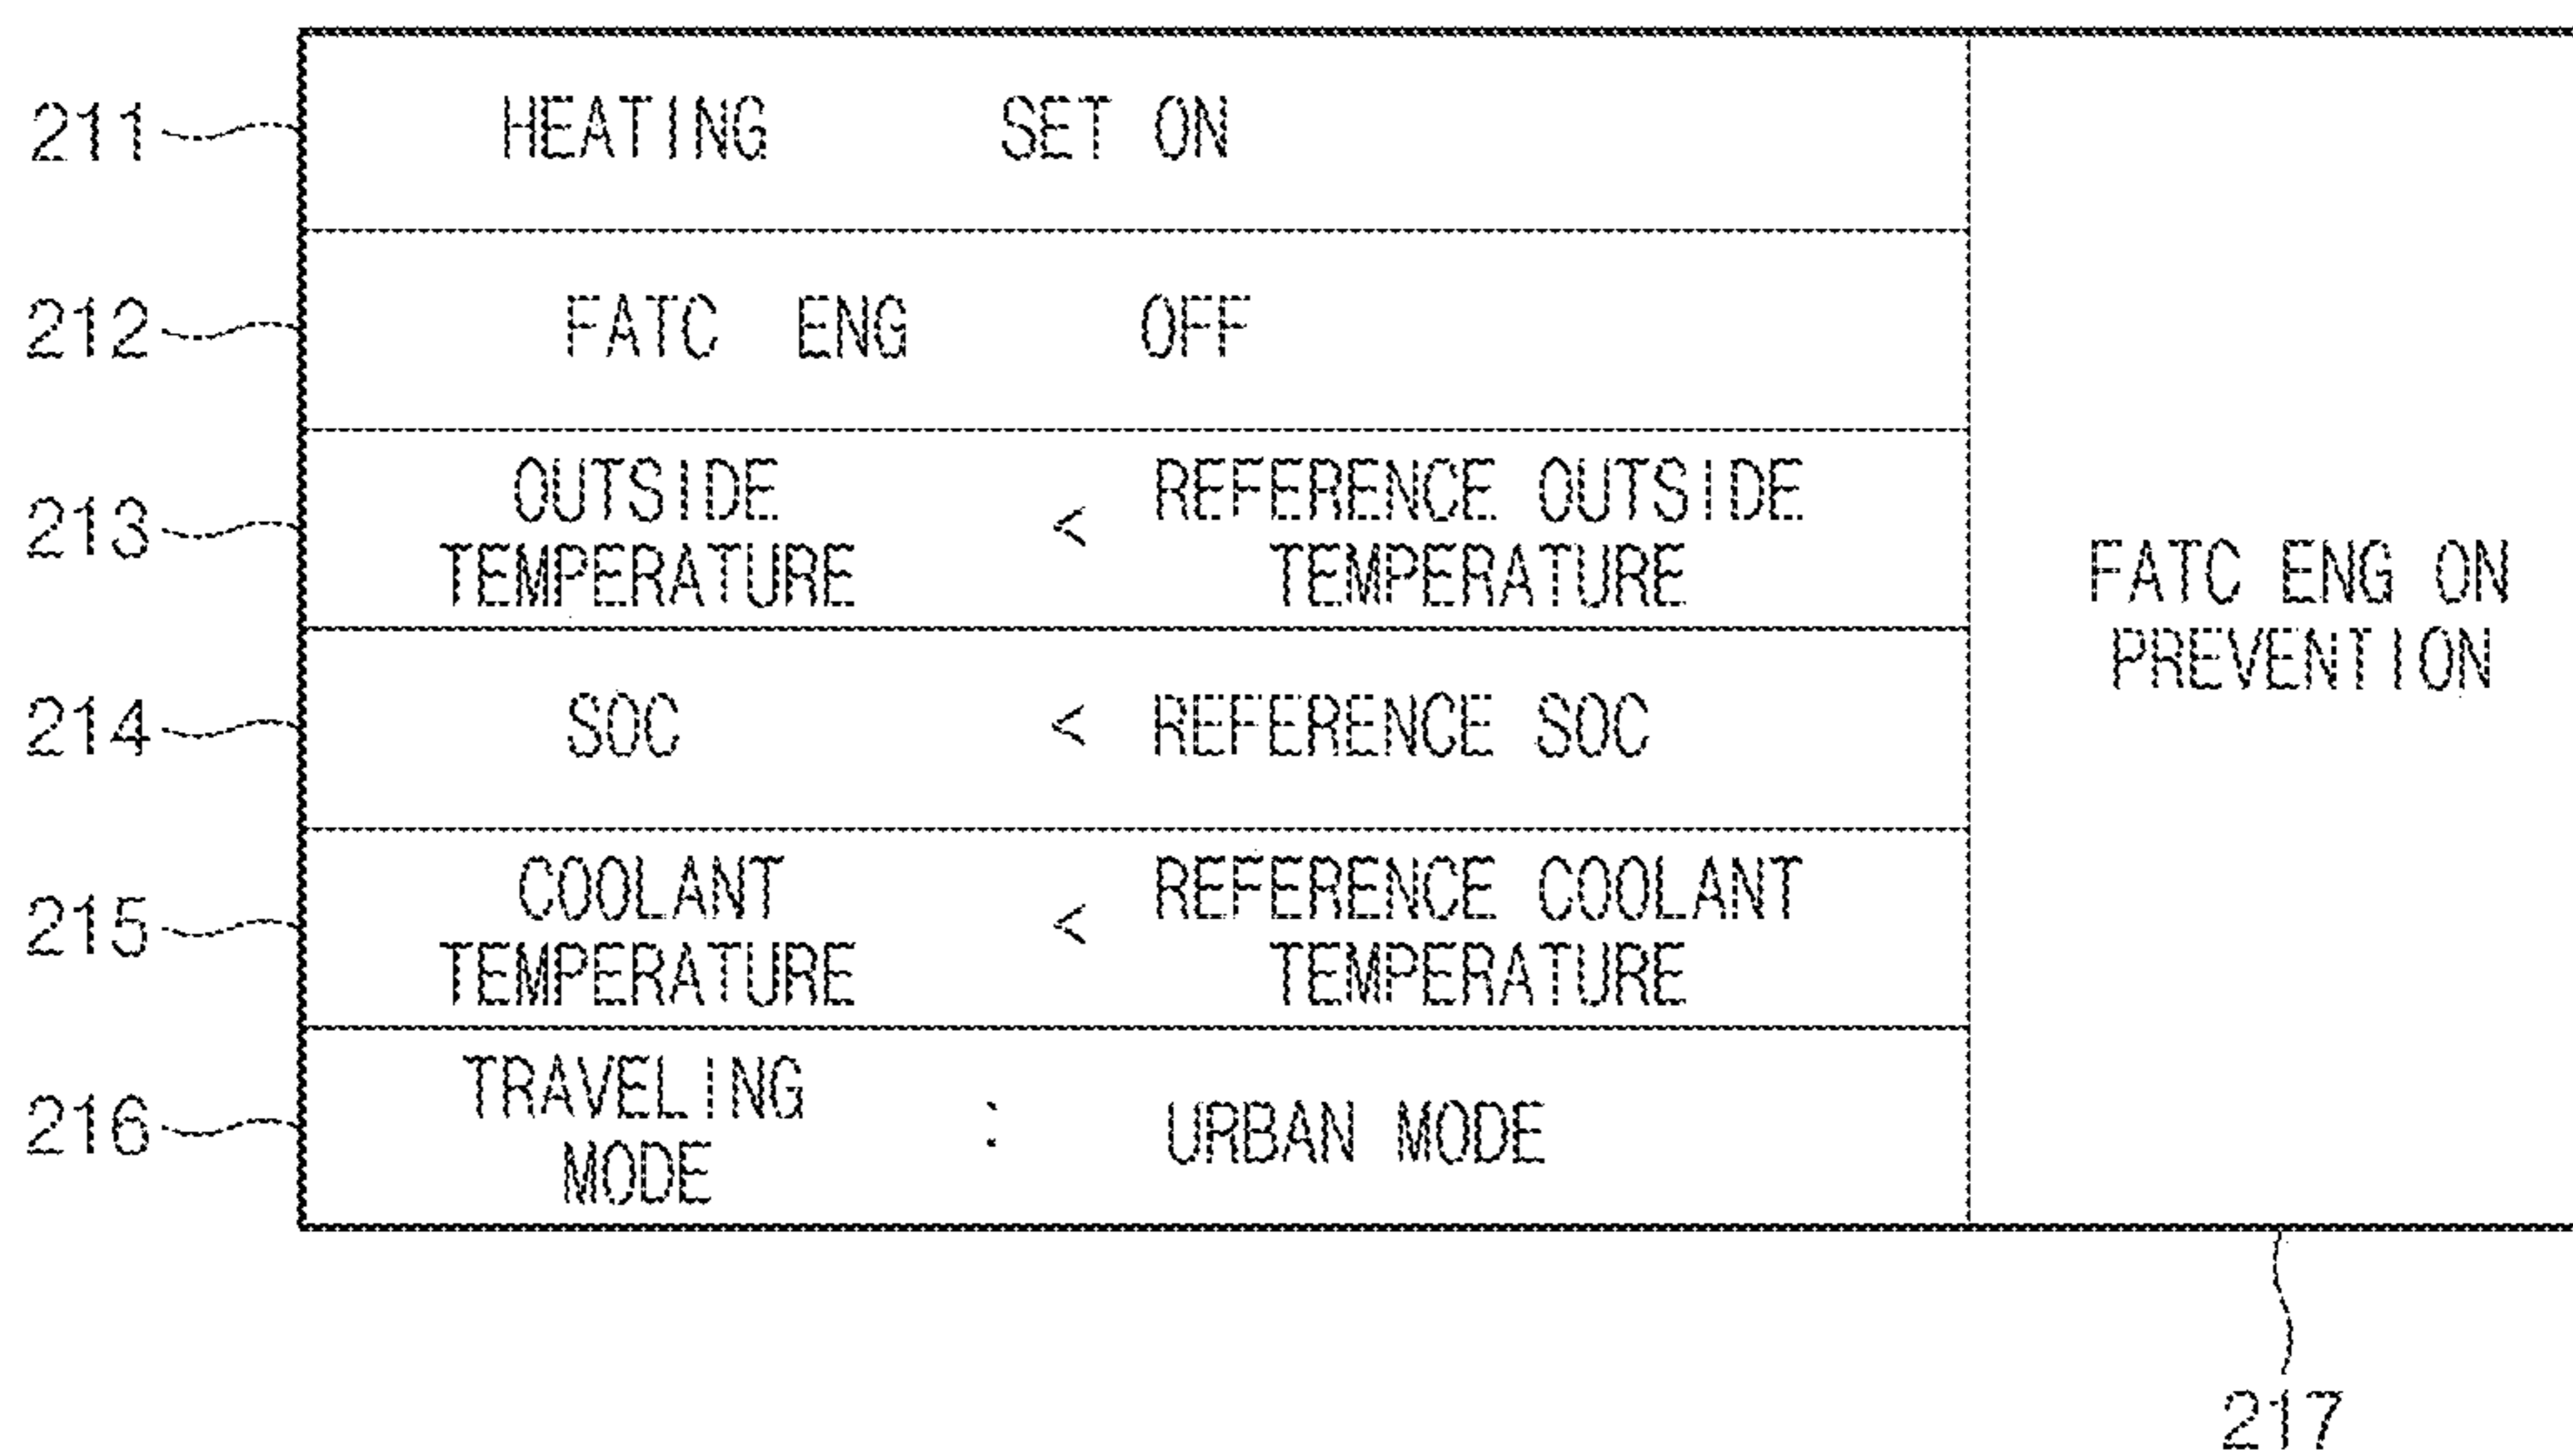 211 HEATING SET ON
212 FATC ENG OFF
213 OUTSIDE TEMPERATURE < REFERENCE OUTSIDE TEMPERATURE
214 SOC < REFERENCE SOC
215 COOLANT TEMPERATURE < REFERENCE COOLANT TEMPERATURE
216 TRAVELING MODE : URBAN MODE
FATC ENG ON
PREVENTION
217